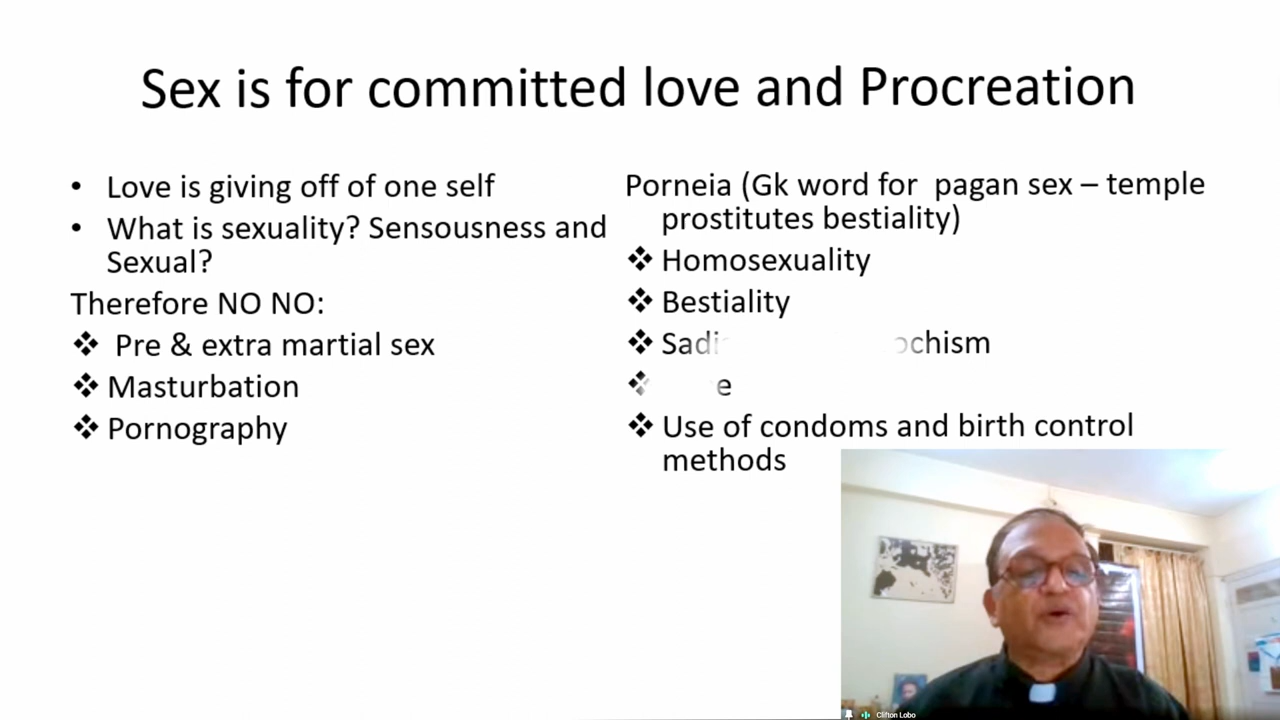 Sex is for committed love and Procreation
• Love is giving off of one self
• What is sexuality? Sensousness and
Sexual?
Therefore NO NO:
❖ Pre & extra martial sex
❖ Masturbation
❖ Pornography
Porneia (Gk word for pagan sex – temple
prostitutes bestiality)
❖ Homosexuality
❖ Bestiality
❖ Use of condoms and birth control
methods
Clifton Lobo